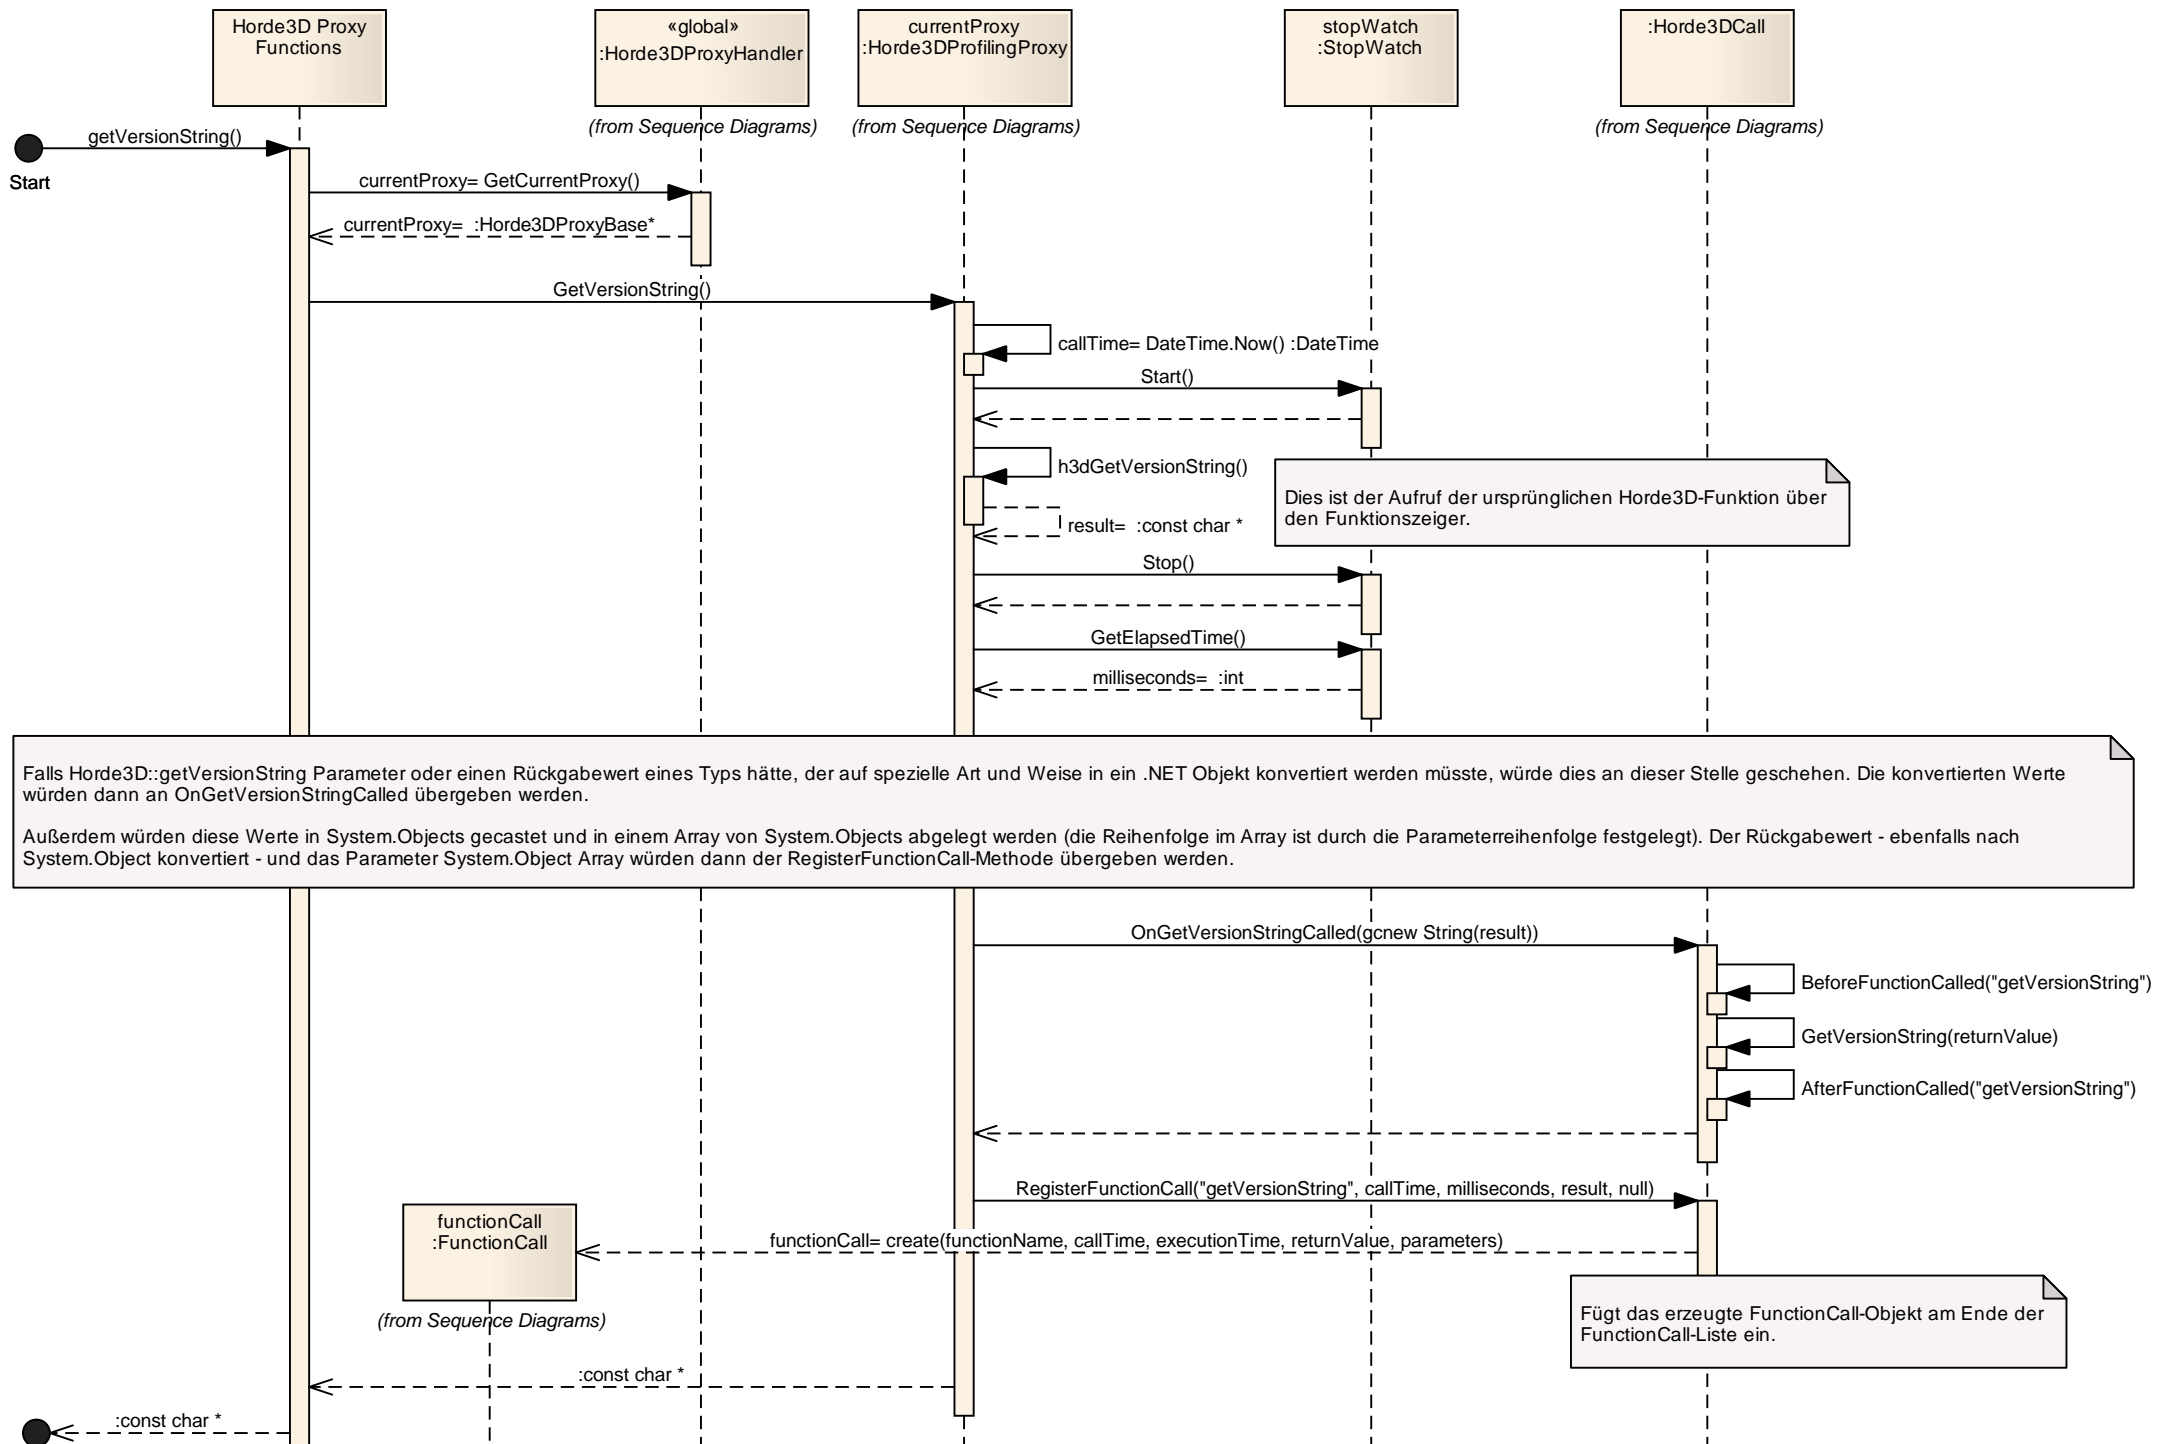 Horde3D Proxy
Functions
«global»
:Horde3DProxyHandler
currentProxy
:Horde3DProfilingProxy
stopWatch
:StopWatch
:Horde3DCall
(from Sequence Diagrams)
(from Sequence Diagrams)
(from Sequence Diagrams)
getVersionString()
Start
currentProxy= GetCurrentProxy()
currentProxy= :Horde3DProxyBase*
GetVersionString()
callTime= DateTime.Now() :DateTime
Start()
h3dGetVersionString()
Dies ist der Aufruf der ursprünglichen Horde3D-Funktion über
den Funktionszeiger.
result= :const char *
Stop()
GetElapsedTime()
milliseconds= :int
Falls Horde3D::getVersionString Parameter oder einen Rückgabewert eines Typs hätte, der auf spezielle Art und Weise in ein .NET Objekt konvertiert werden müsste, würde dies an dieser Stelle geschehen. Die konvertierten Werte
würden dann an OnGetVersionStringCalled übergeben werden.
Außerdem würden diese Werte in System.Objects gecastet und in einem Array von System.Objects abgelegt werden (die Reihenfolge im Array ist durch die Parameterreihenfolge festgelegt). Der Rückgabewert - ebenfalls nach
System.Object konvertiert - und das Parameter System.Object Array würden dann der RegisterFunctionCall-Methode übergeben werden.
OnGetVersionStringCalled(gcnew String(result))
BeforeFunctionCalled("getVersionString")
GetVersionString(returnValue)
AfterFunctionCalled("getVersionString")
RegisterFunctionCall("getVersionString", callTime, milliseconds, result, null)
functionCall
:FunctionCall
functionCall= create(functionName, callTime, executionTime, returnValue, parameters)
(from Sequence Diagrams)
Fügt das erzeugte FunctionCall-Objekt am Ende der
FunctionCall-Liste ein.
:const char *
:const char *